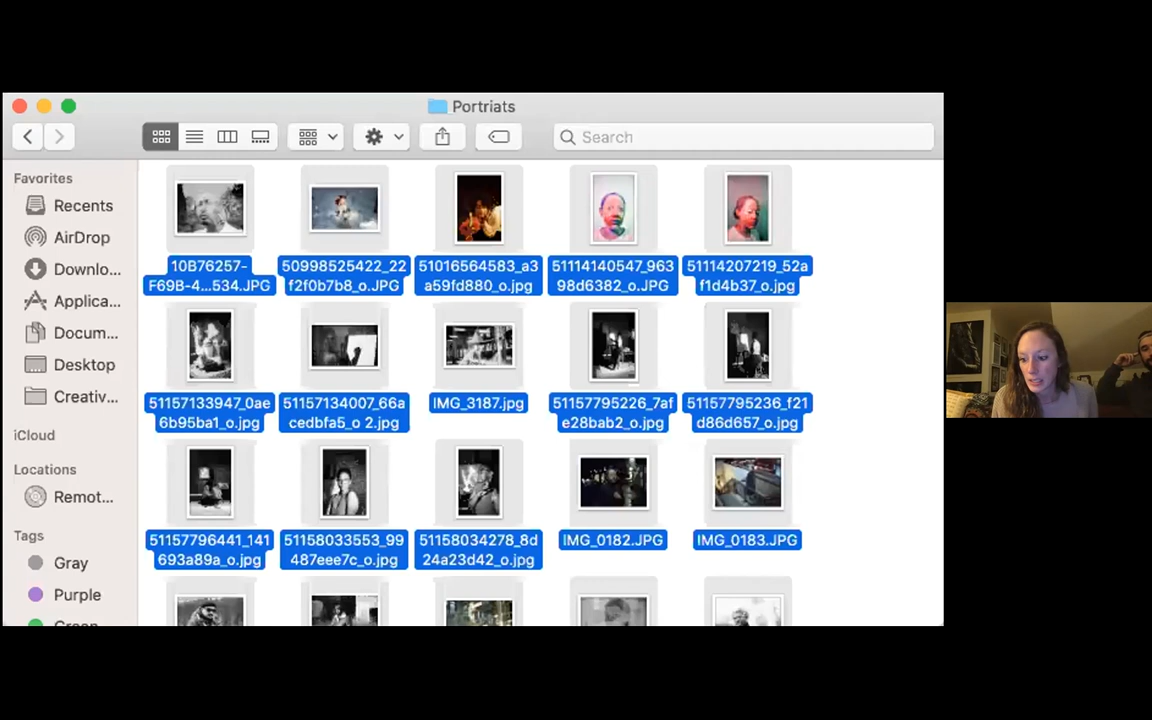 Portriats
Search
Favorites
Recents
AirDrop
Downlo...
Applica...
Docum...
Desktop
Creativ...
iCloud
Locations
Remot...
Tags
Gray
Purple
Green
10B76257-
F69B-4...534.JPG
50998525422_22
f2f0b7b8_o.JPG
51016564583_a3
a59fd880_o.jpg
51114140547_963
98d6382_o.JPG
51114207219_52a
f1d4b37_o.jpg
51157133947_0ae
6b95ba1_o.jpg
51157134007_66a
cedbfa5_o 2.jpg
IMG_3187.jpg
51157795226_7af
e28bab2_o.jpg
51157795236_f21
d86d657_o.jpg
51157796441_141
693a89a_o.jpg
51158033553_99
487eee7c_o.jpg
51158034278_8d
24a23d42_o.jpg
IMG_0182.JPG
IMG_0183.JPG